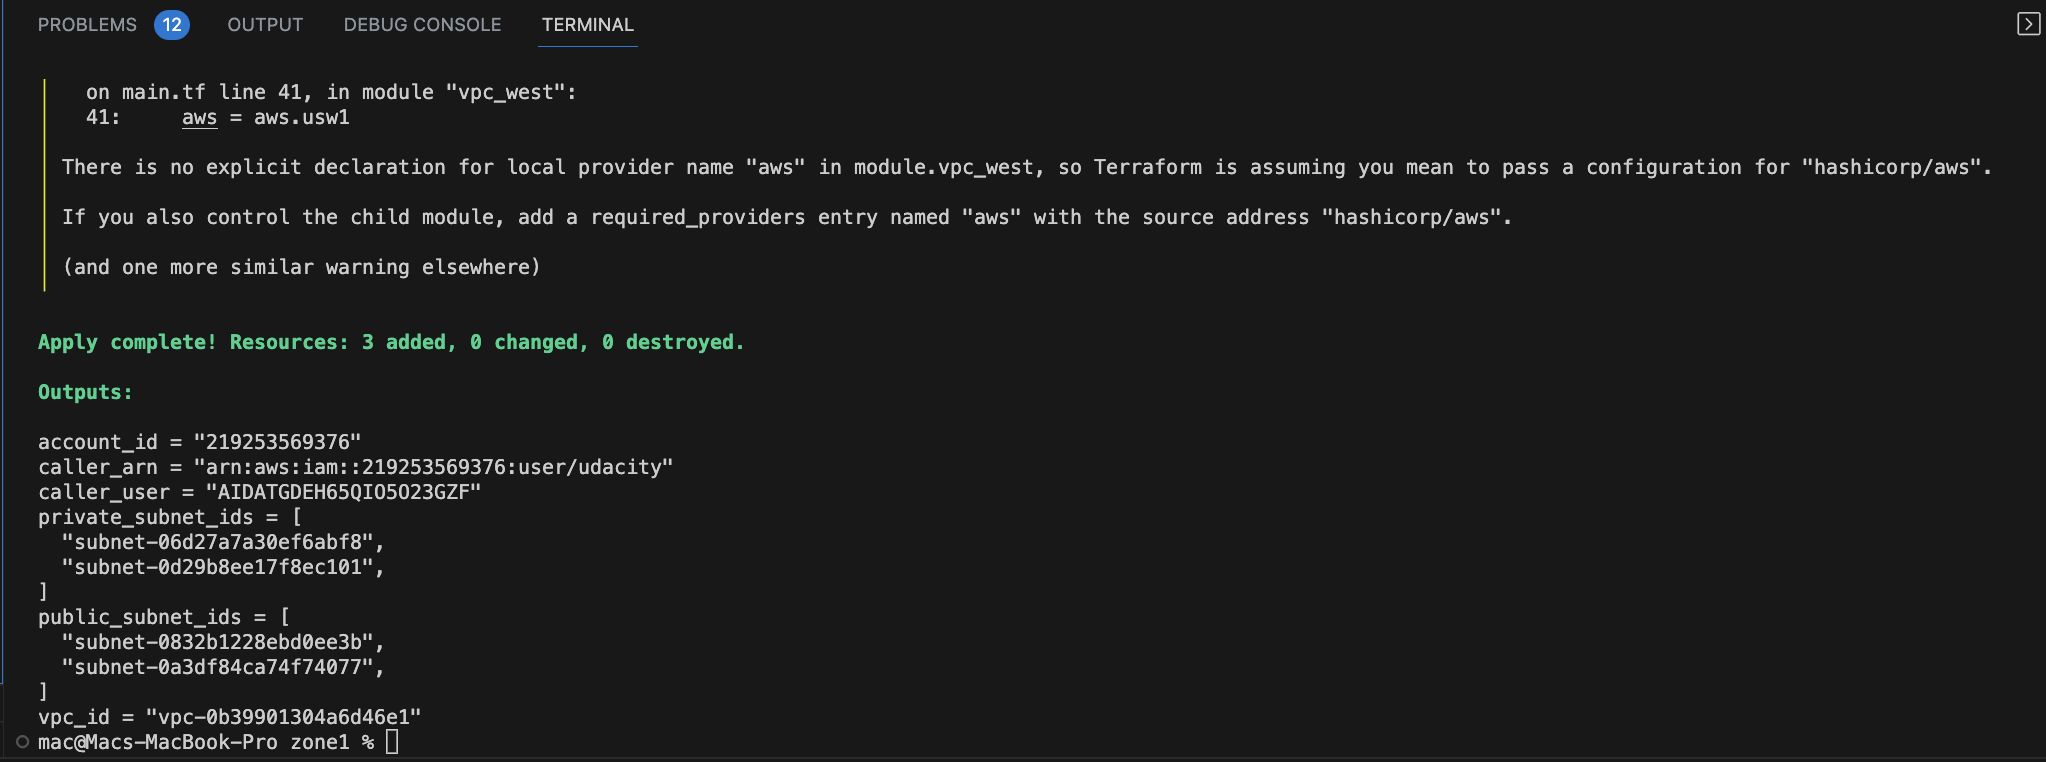 PROBLEMS 12 OUTPUT DEBUG CONSOLE TERMINAL
on main.tf line 41, in module "vpc_west":
41:     aws = aws.usw1
There is no explicit declaration for local provider name "aws" in module.vpc_west, so Terraform is assuming you mean to pass a configuration for "hashicorp/aws".
If you also control the child module, add a required_providers entry named "aws" with the source address "hashicorp/aws".
(and one more similar warning elsewhere)
Apply complete! Resources: 3 added, 0 changed, 0 destroyed.
Outputs:
account_id = "219253569376"
caller_arn = "arn:aws:iam::219253569376:user/udacity"
caller_user = "AIDATGDEH65QIO5O23GZF"
private_subnet_ids = [
  "subnet-06d27a7a30ef6abf8",
  "subnet-0d29b8ee17f8ec101",
]
public_subnet_ids = [
  "subnet-0832b1228ebd0ee3b",
  "subnet-0a3df84ca74f74077",
]
vpc_id = "vpc-0b39901304a6d46e1"
mac@Macs-MacBook-Pro zone1 %